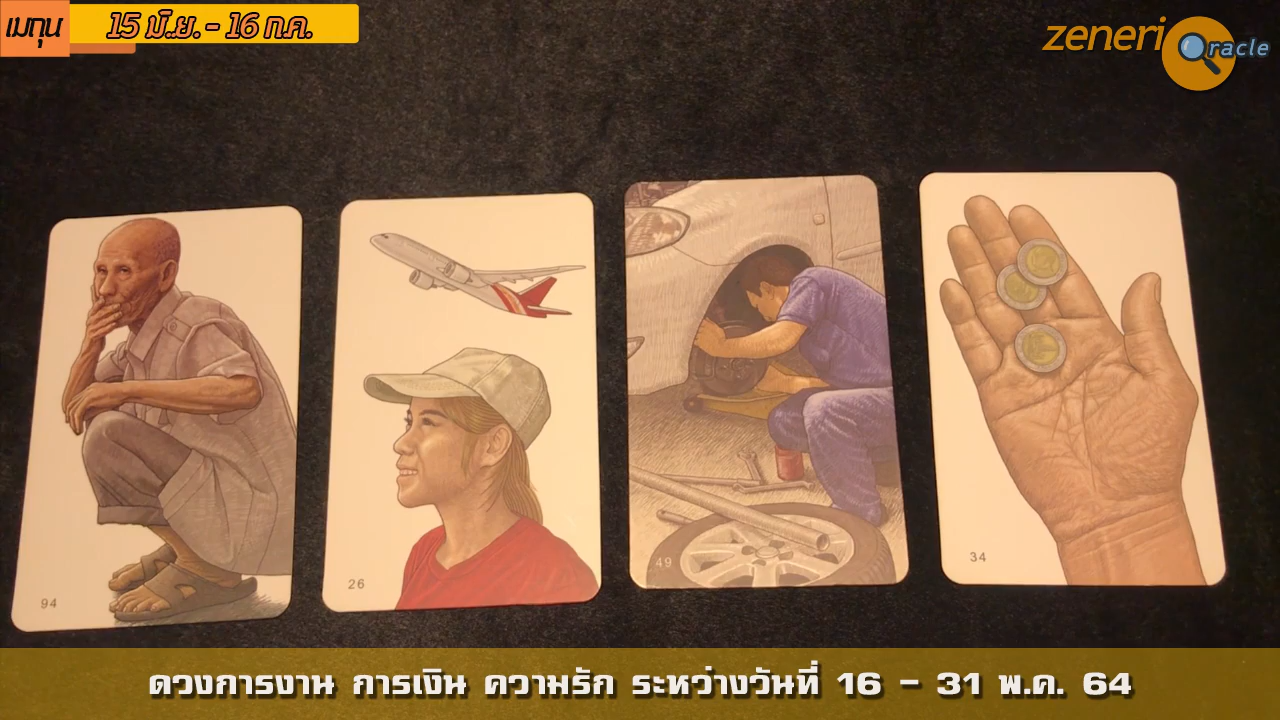 เมถุน
15 มิ.ย. - 16 ก.ค.
zeneri Oracle
94
26
49
34
ดวงการงาน การเงิน ความรัก ระหว่างวันที่ 16 - 31 พ.ค. 64